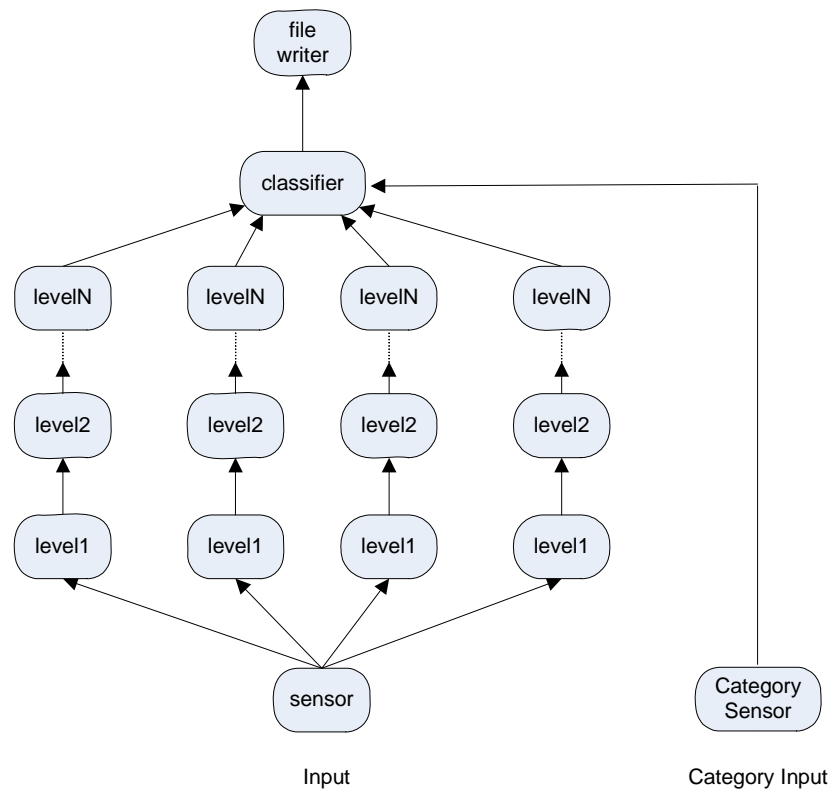 file
writer
classifier
levelN levelN levelN levelN
level2 level2 level2 level2
level1 level1 level1 level1
sensor
Category
Sensor
Input
Category Input